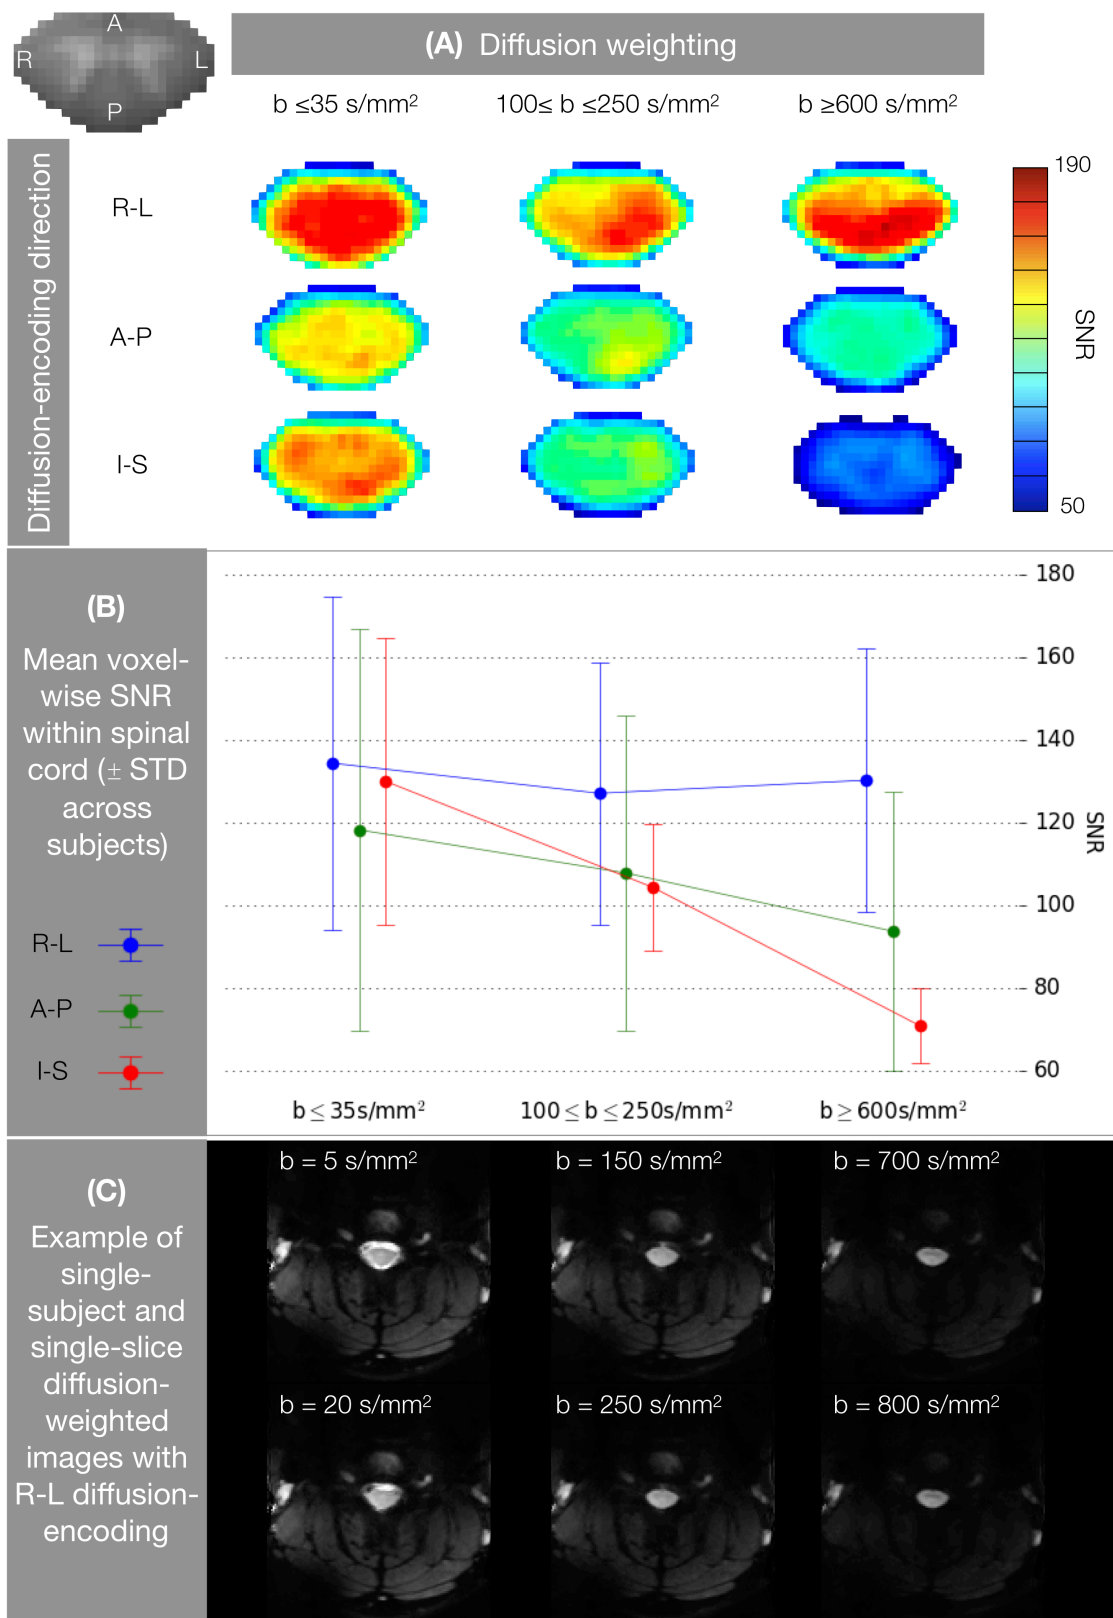 A
R
L
P
(A) Diffusion weighting
b ≤35 s/mm²
100≤ b ≤250 s/mm²
b ≥600 s/mm²
Diffusion-encoding direction
R-L
A-P
I-S
190
SNR
50
(B)
Mean voxel-
wise SNR
within spinal
cord (± STD
across
subjects)
R-L
A-P
I-S
180
160
140
120
100
80
60
SNR
b ≤ 35s/mm²
100 ≤ b ≤ 250s/mm²
b ≥ 600s/mm²
(C)
Example of
single-
subject and
single-slice
diffusion-
weighted
images with
R-L diffusion-
encoding
b = 5 s/mm²
b = 150 s/mm²
b = 700 s/mm²
b = 20 s/mm²
b = 250 s/mm²
b = 800 s/mm²